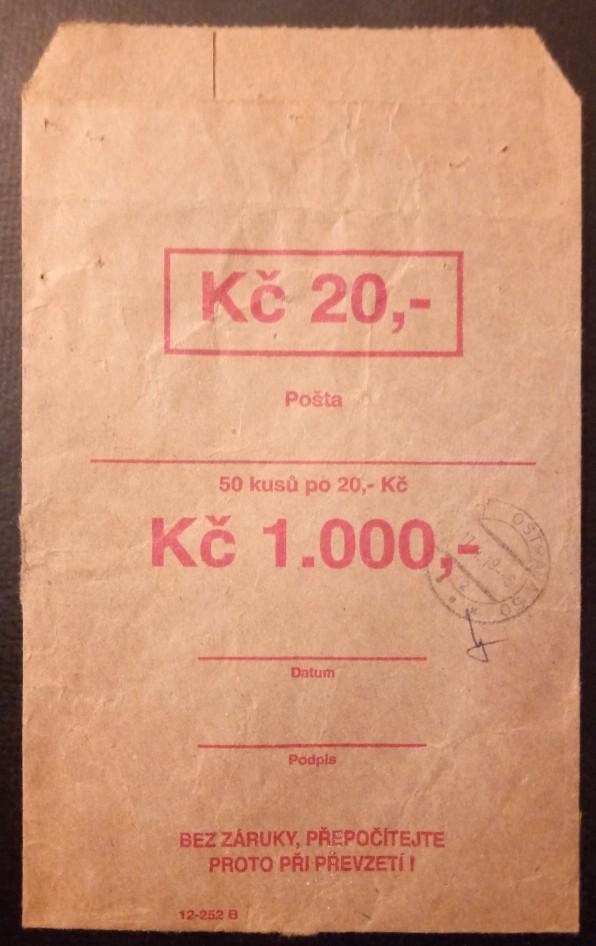 Kč 20,-
Pošta
50 kusů po 20,- Kč
Kč 1.000,-
Datum
Podpis
BEZ ZÁRUKY, PŘEPOČÍTEJTE
PROTO PŘI PŘEVZETÍ !
12-252 B